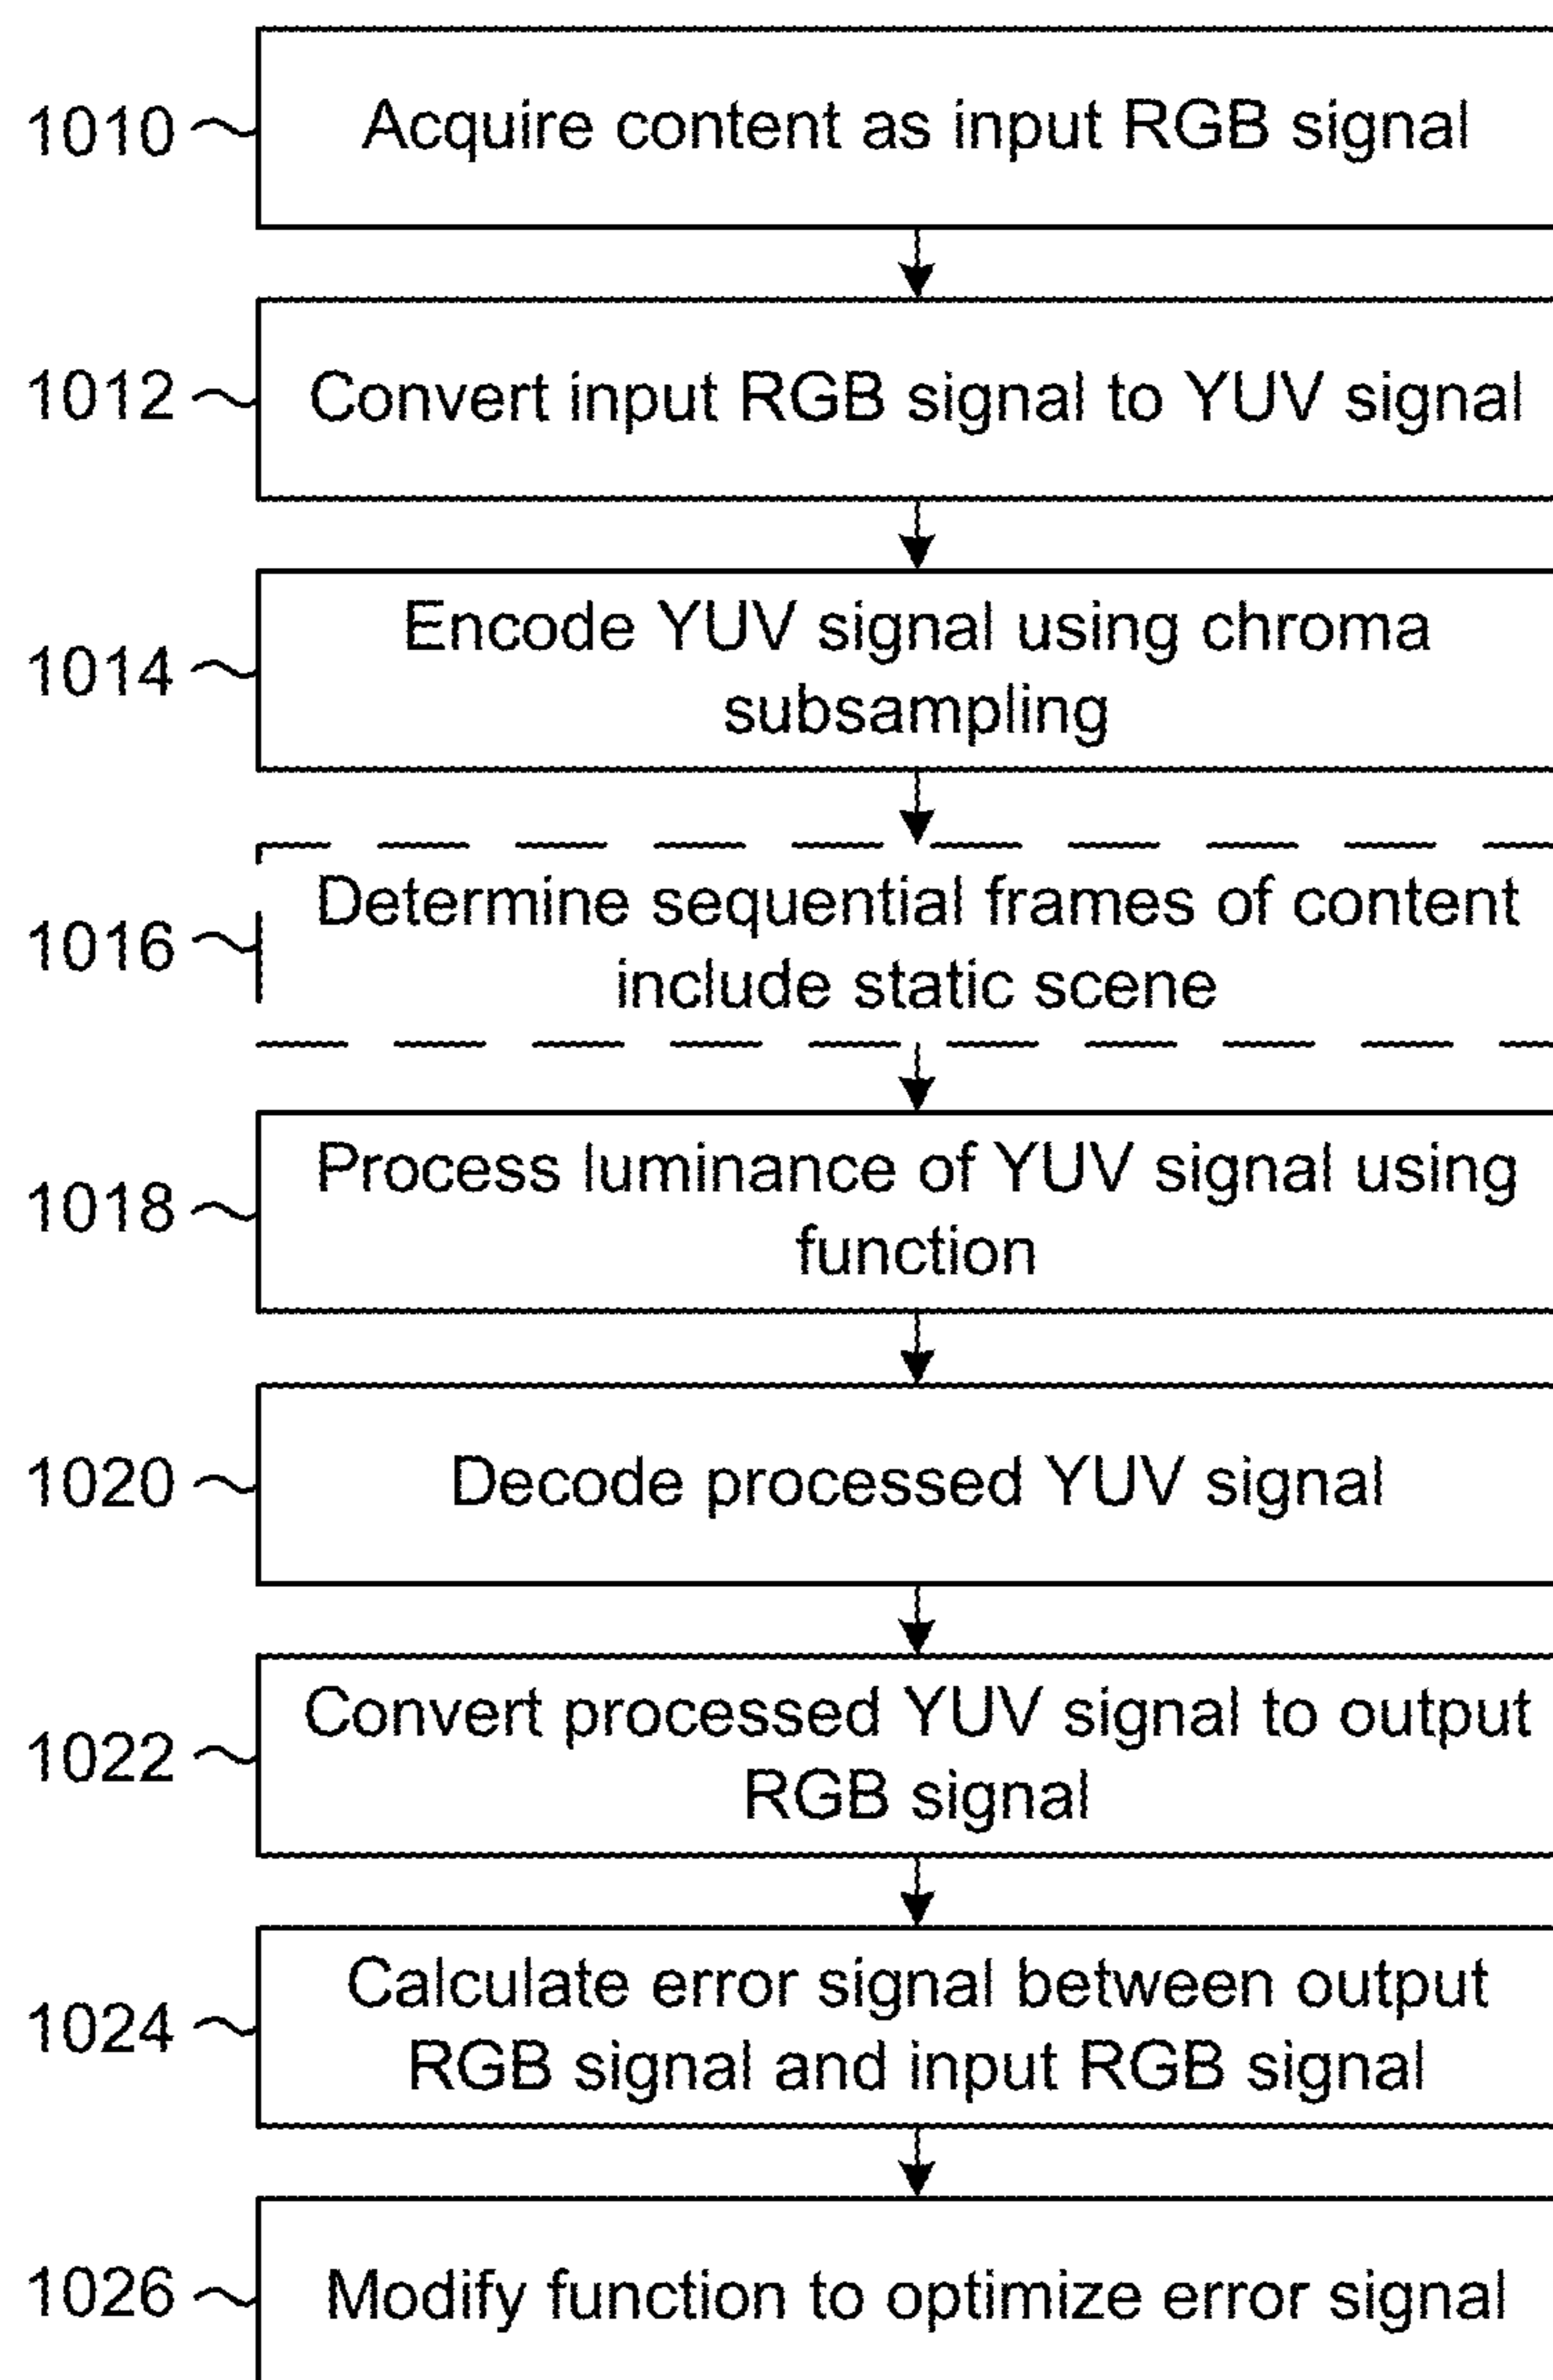 1010 Acquire content as input RGB signal
1012 Convert input RGB signal to YUV signal
1014 Encode YUV signal using chroma
subsampling
1016 Determine sequential frames of content
include static scene
1018 Process luminance of YUV signal using
function
1020 Decode processed YUV signal
1022 Convert processed YUV signal to output
RGB signal
1024 Calculate error signal between output
RGB signal and input RGB signal
1026 Modify function to optimize error signal